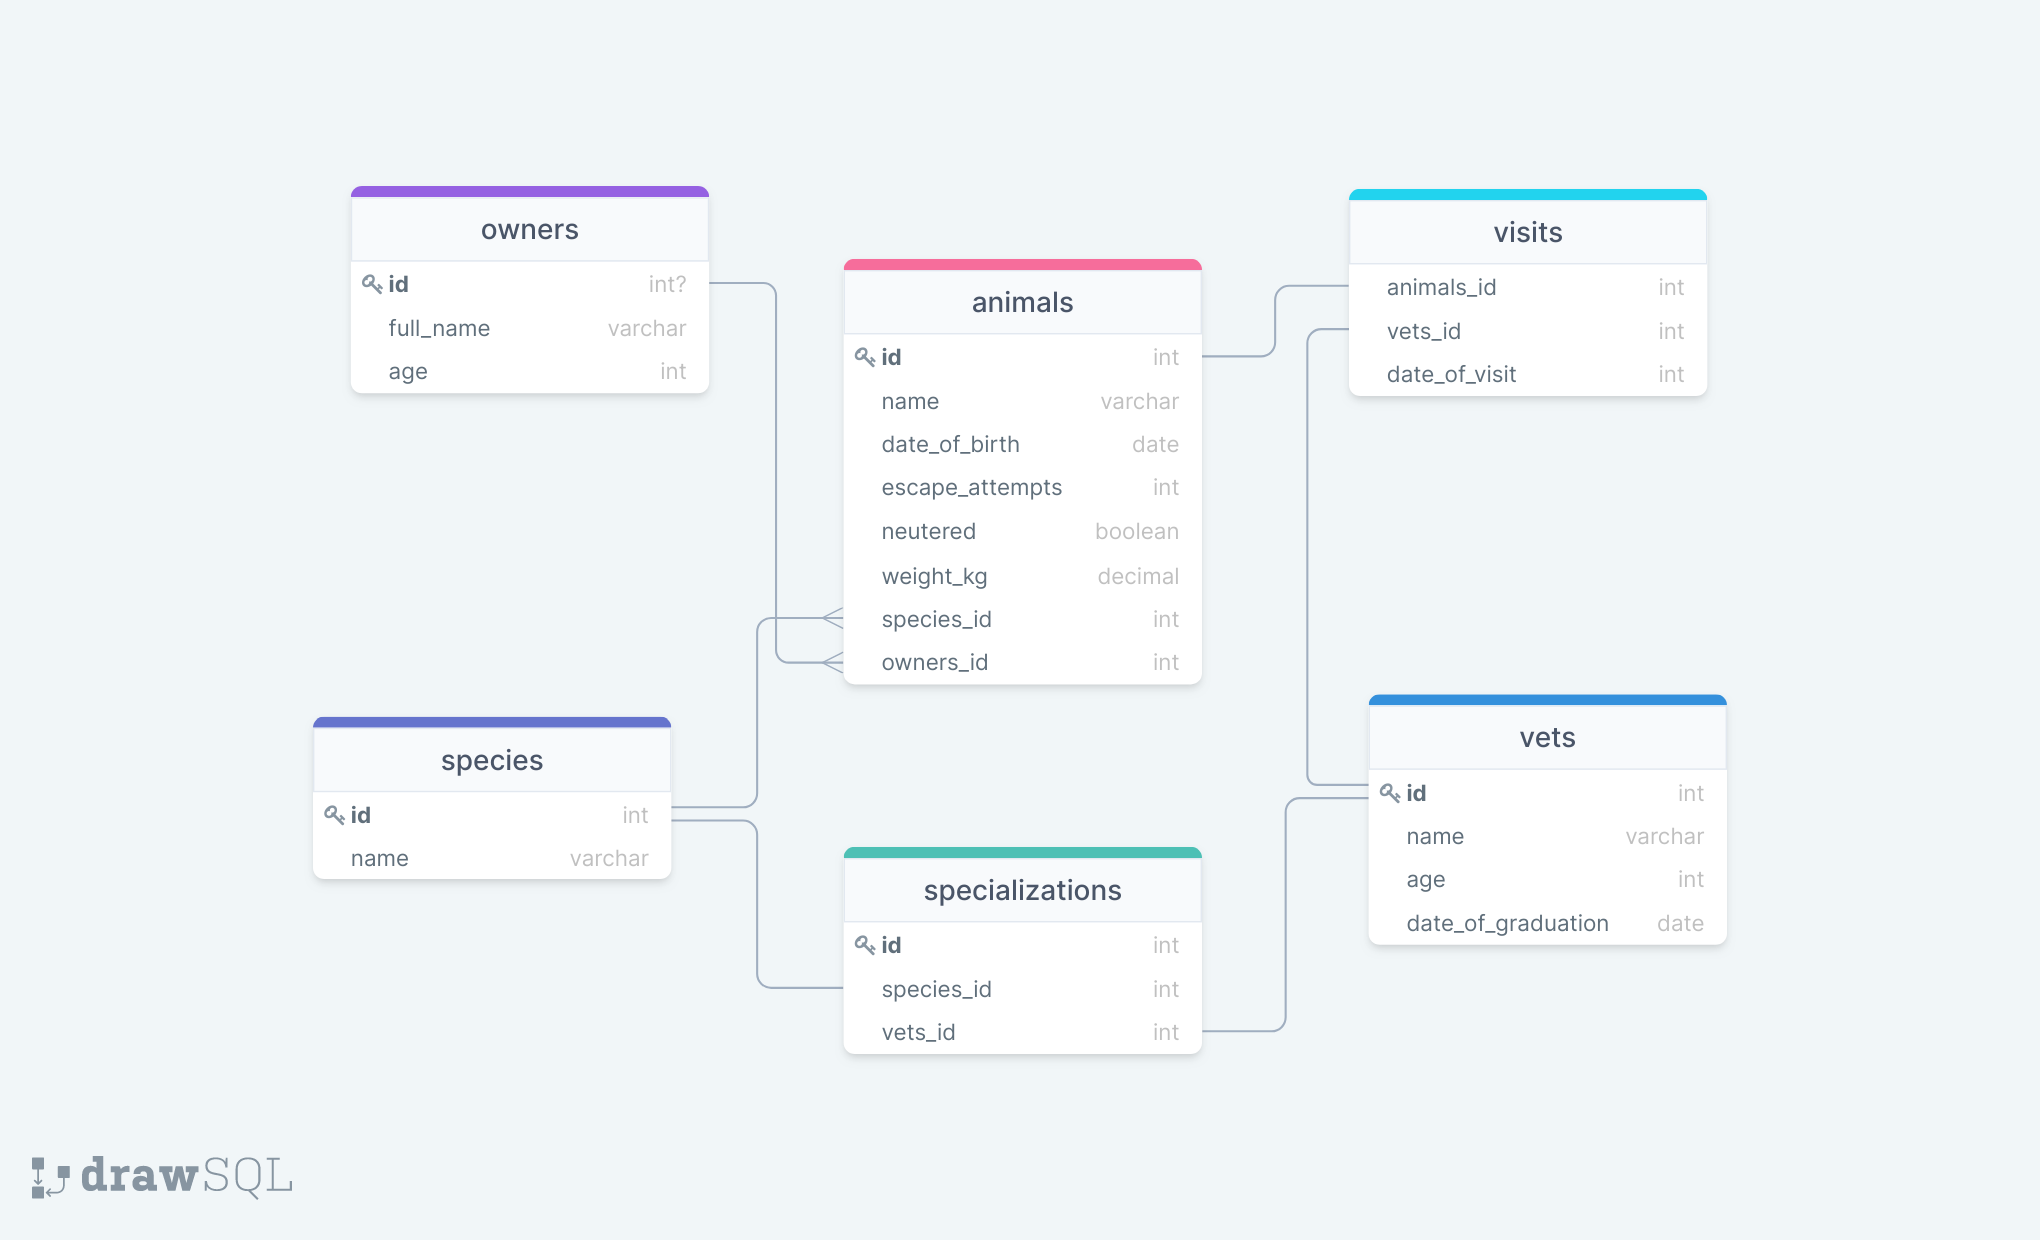 owners
id int?
full_name varchar
age int
animals
id int
name varchar
date_of_birth date
escape_attempts int
neutered boolean
weight_kg decimal
species_id int
owners_id int
visits
animals_id int
vets_id int
date_of_visit int
species
id int
name varchar
specializations
id int
species_id int
vets_id int
vets
id int
name varchar
age int
date_of_graduation date
drawSQL